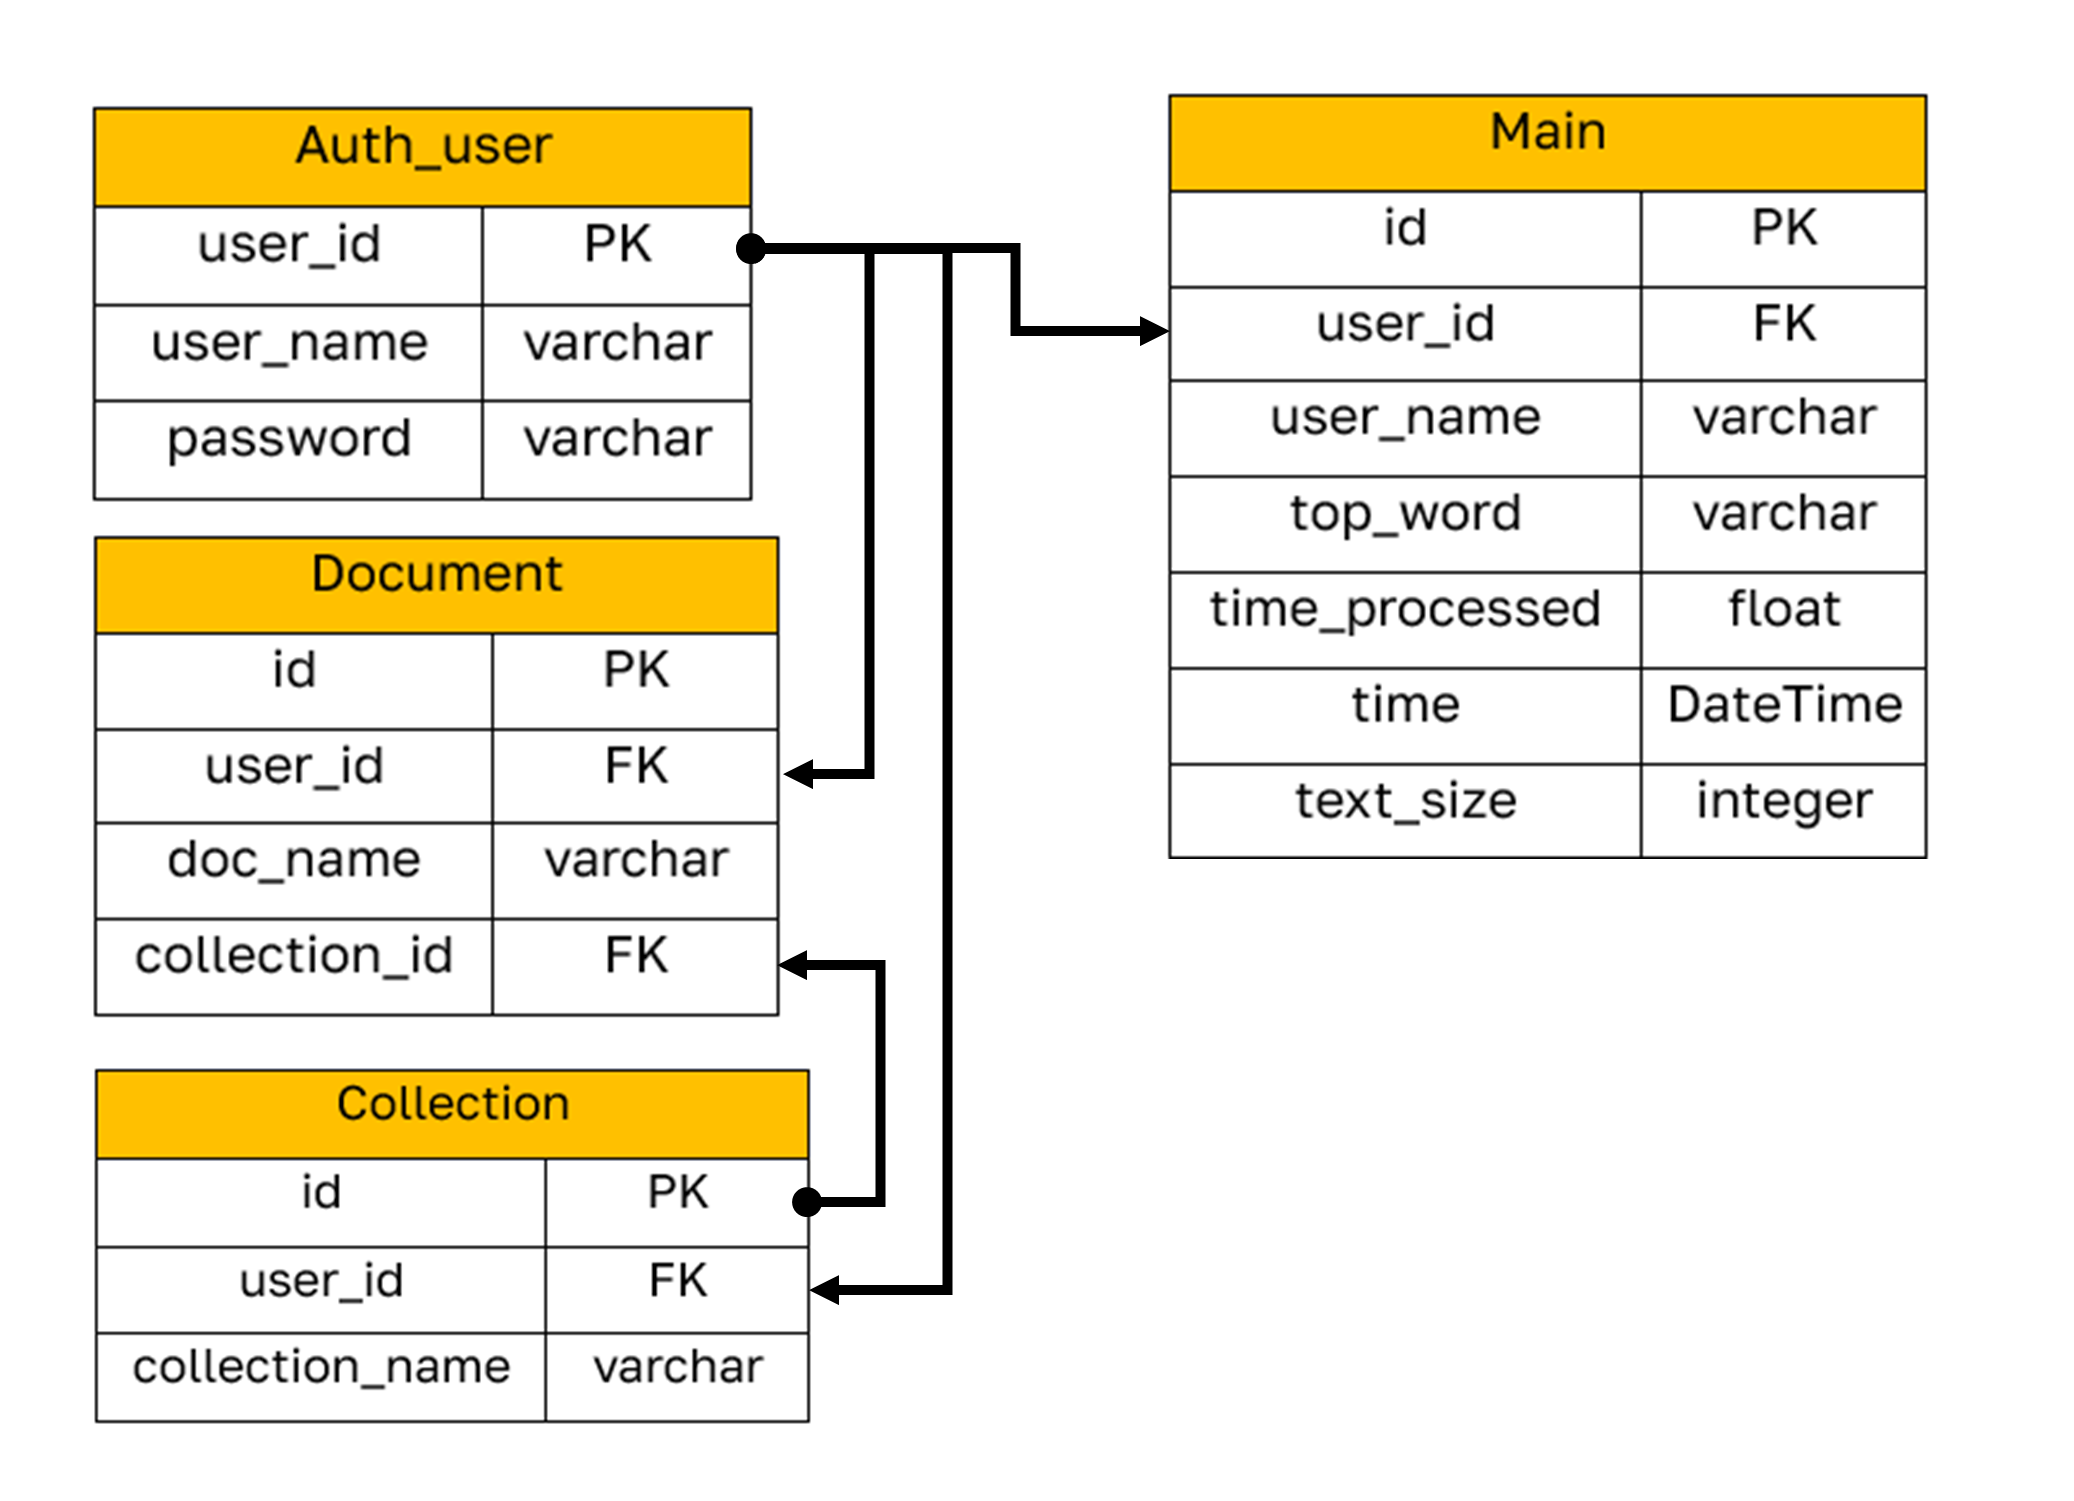 Auth_user
user_id PK
user_name varchar
password varchar
Document
id PK
user_id FK
doc_name varchar
collection_id FK
Collection
id PK
user_id FK
collection_name varchar
Main
id PK
user_id FK
user_name varchar
top_word varchar
time_processed float
time DateTime
text_size integer